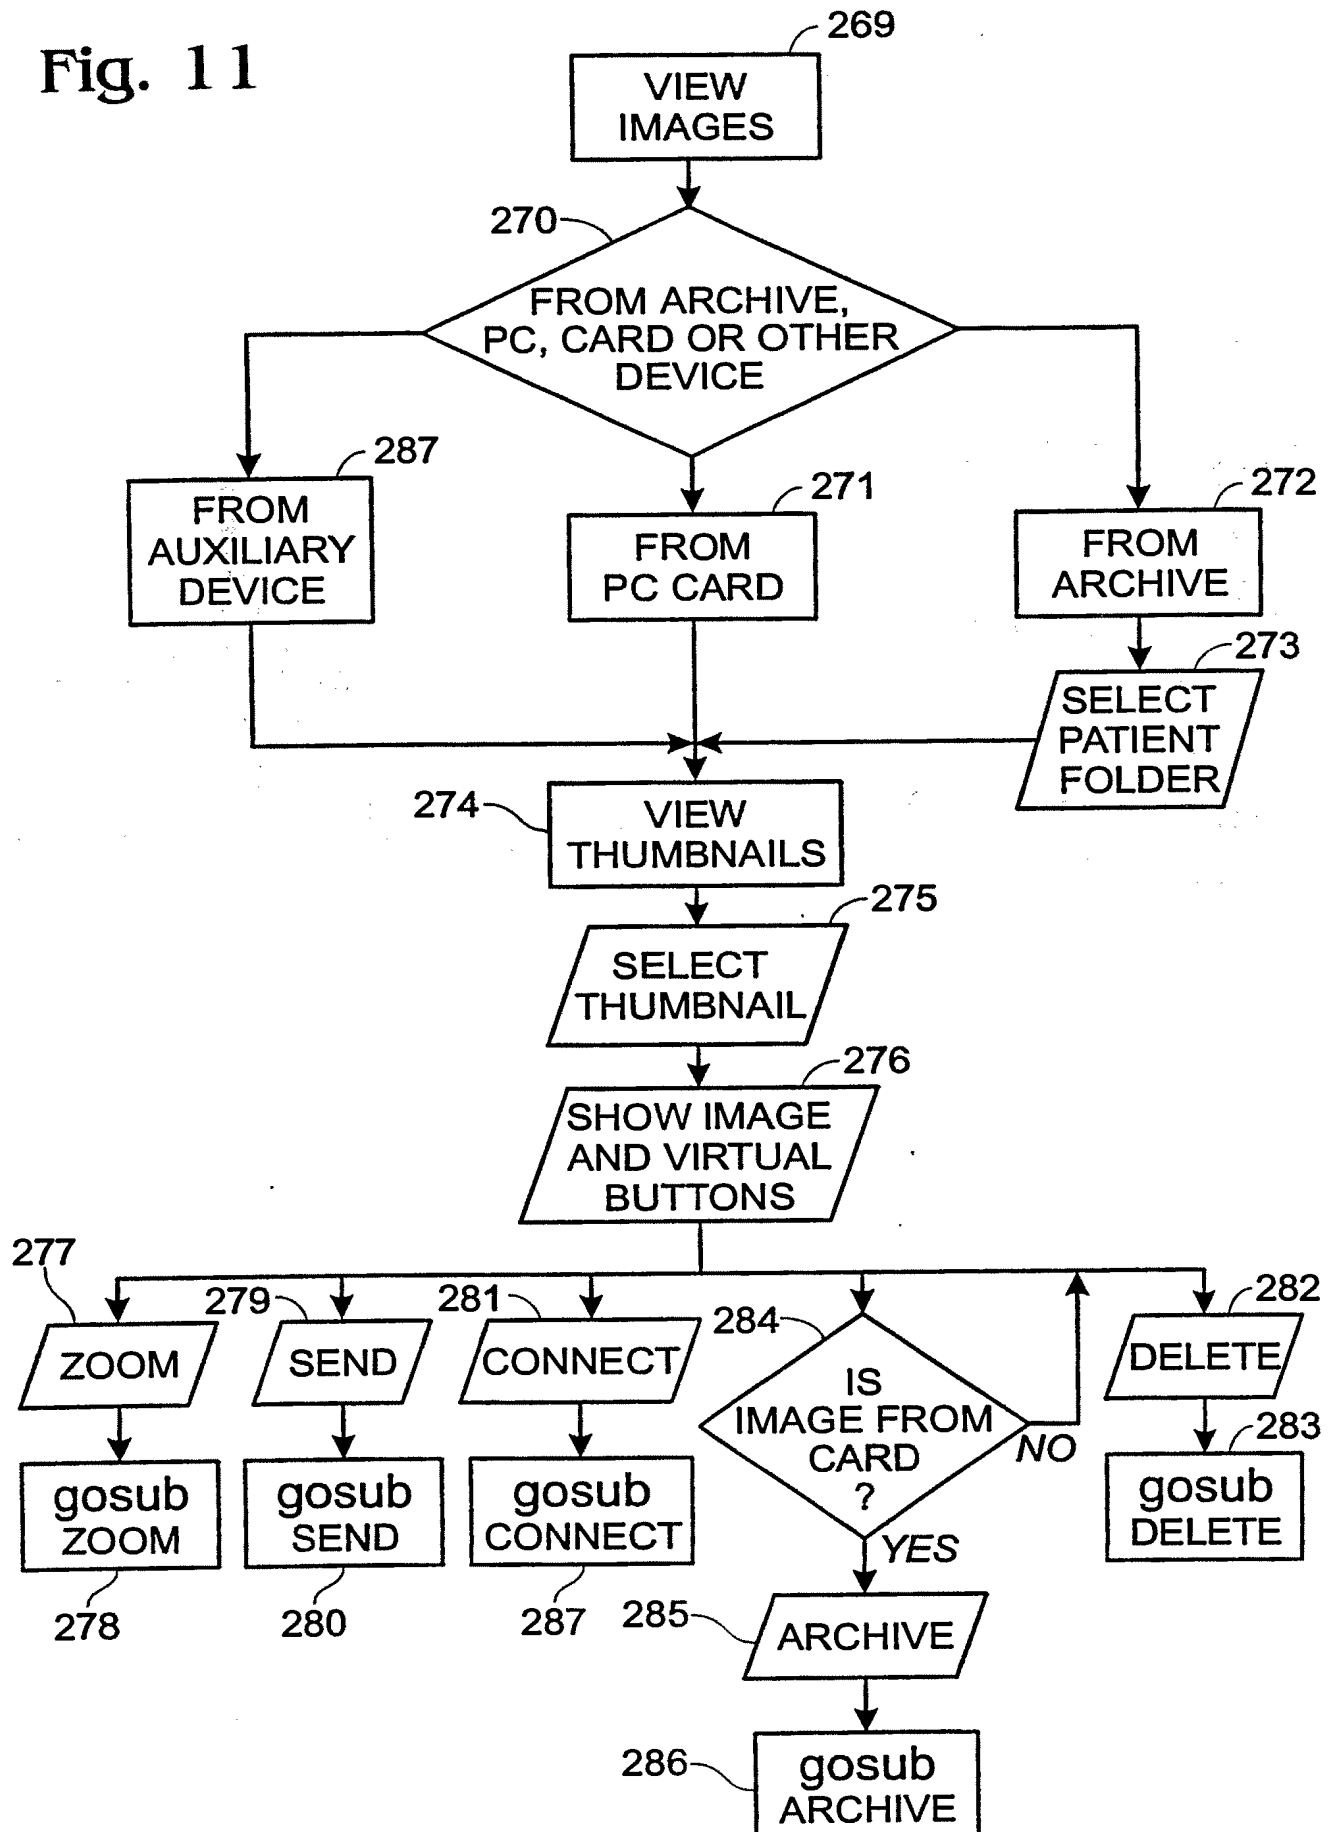 Fig. 11
269
VIEW
IMAGES
270
FROM ARCHIVE,
PC, CARD OR OTHER
DEVICE
287
FROM
AUXILIARY
DEVICE
271
FROM
PC CARD
272
FROM
ARCHIVE
273
SELECT
PATIENT
FOLDER
274
VIEW
THUMBNAILS
275
SELECT
THUMBNAIL
276
SHOW IMAGE
AND VIRTUAL
BUTTONS
277
ZOOM
gosub
ZOOM
278
279
SEND
gosub
SEND
280
281
CONNECT
gosub
CONNECT
287
284
IS
IMAGE FROM
CARD
?
NO
YES
285
ARCHIVE
286
gosub
ARCHIVE
282
DELETE
283
gosub
DELETE